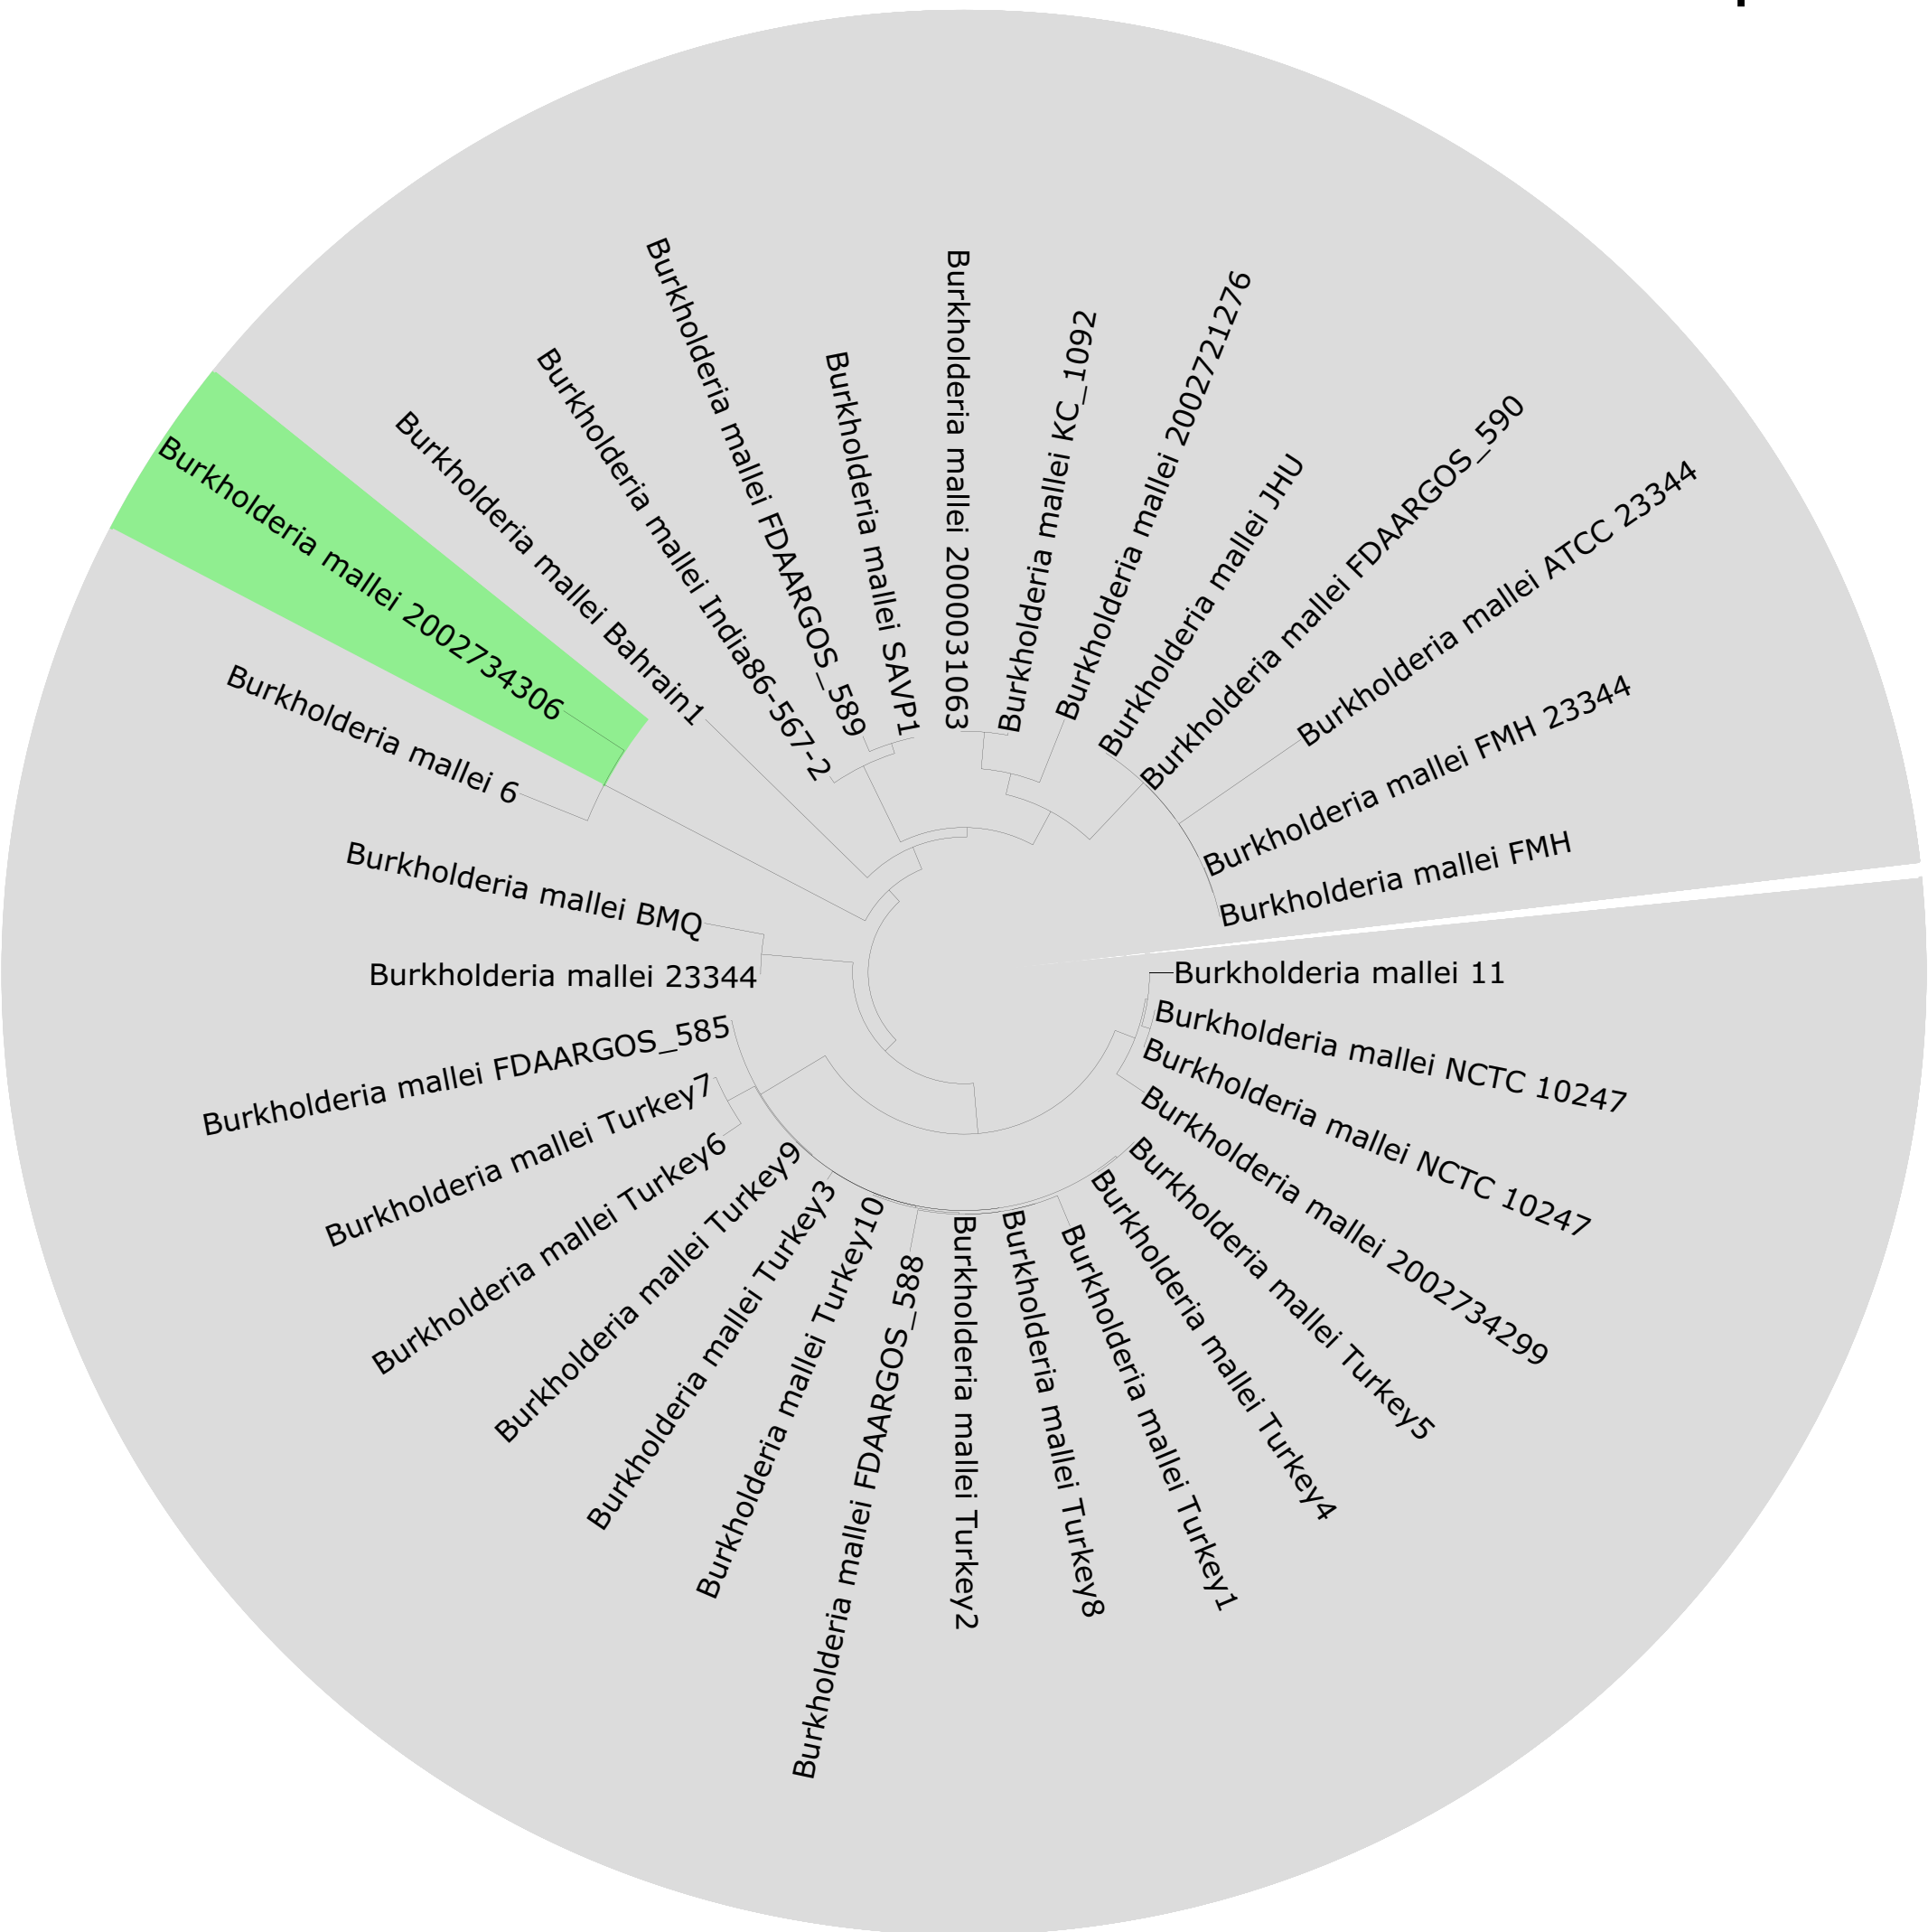 Burkholderia mallei 11
Burkholderia mallei NCTC 10247
Burkholderia mallei NCTC 10247
Burkholderia mallei 2002734299
Burkholderia mallei Turkey5
Burkholderia mallei Turkey4
Burkholderia mallei Turkey1
Burkholderia mallei Turkey8
Burkholderia mallei Turkey2
Burkholderia mallei FDAARGOS_588
Burkholderia mallei Turkey10
Burkholderia mallei Turkey3
Burkholderia mallei Turkey9
Burkholderia mallei Turkey6
Burkholderia mallei Turkey7
Burkholderia mallei FDAARGOS_585
Burkholderia mallei 23344
Burkholderia mallei BMQ
Burkholderia mallei 6
Burkholderia mallei 2002734306
Burkholderia mallei Bahrain1
Burkholderia mallei India86-567-2
Burkholderia mallei FDAARGOS_589
Burkholderia mallei SAVP1
Burkholderia mallei 2000031063
Burkholderia mallei KC_1092
Burkholderia mallei 2002721276
Burkholderia mallei JHU
Burkholderia mallei FDAARGOS_590
Burkholderia mallei ATCC 23344
Burkholderia mallei FMH 23344
Burkholderia mallei FMH